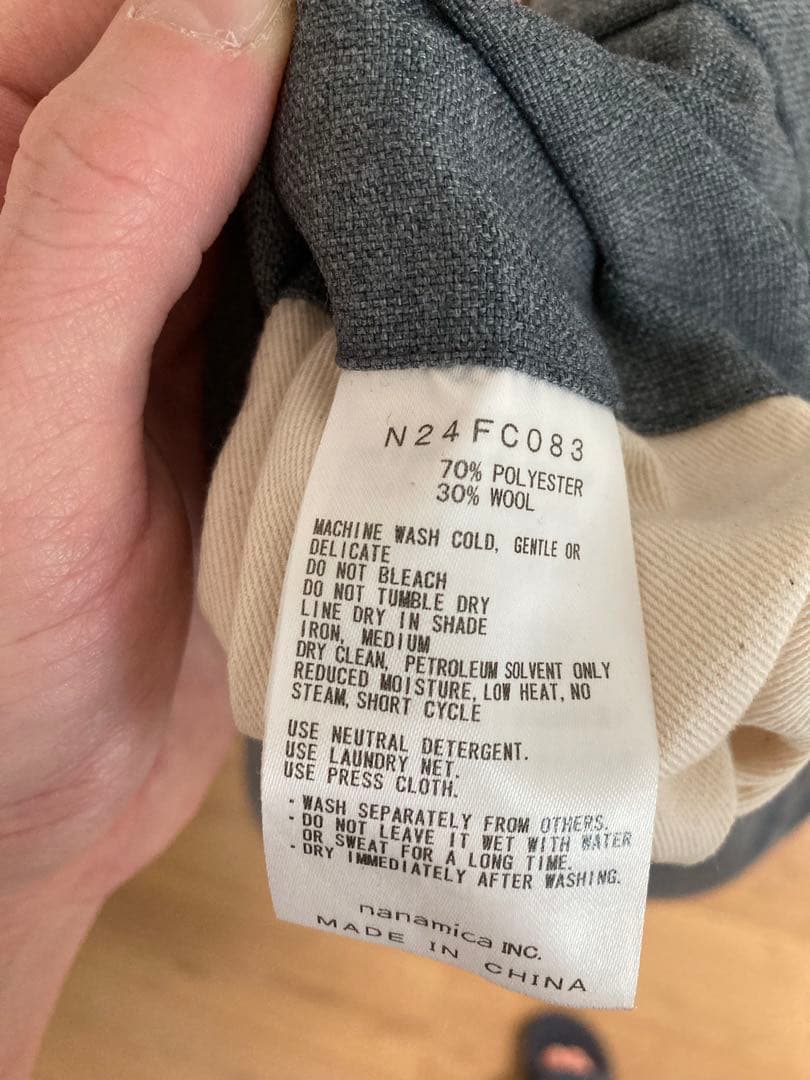 N24FC083
70% POLYESTER
30% WOOL
MACHINE WASH COLD, GENTLE OR
DELICATE
DO NOT BLEACH
DO NOT TUMBLE DRY
LINE DRY IN SHADE
IRON, MEDIUM
DRY CLEAN, PETROLEUM SOLVENT ONLY
REDUCED MOISTURE, LOW HEAT, NO
STEAM, SHORT CYCLE
USE NEUTRAL DETERGENT.
USE LAUNDRY NET.
USE PRESS CLOTH.
・WASH SEPARATELY FROM OTHERS.
・DO NOT LEAVE IT WET WITH WATER
OR SWEAT FOR A LONG TIME.
・DRY IMMEDIATELY AFTER WASHING.
nanamica INC.
MADE IN CHINA